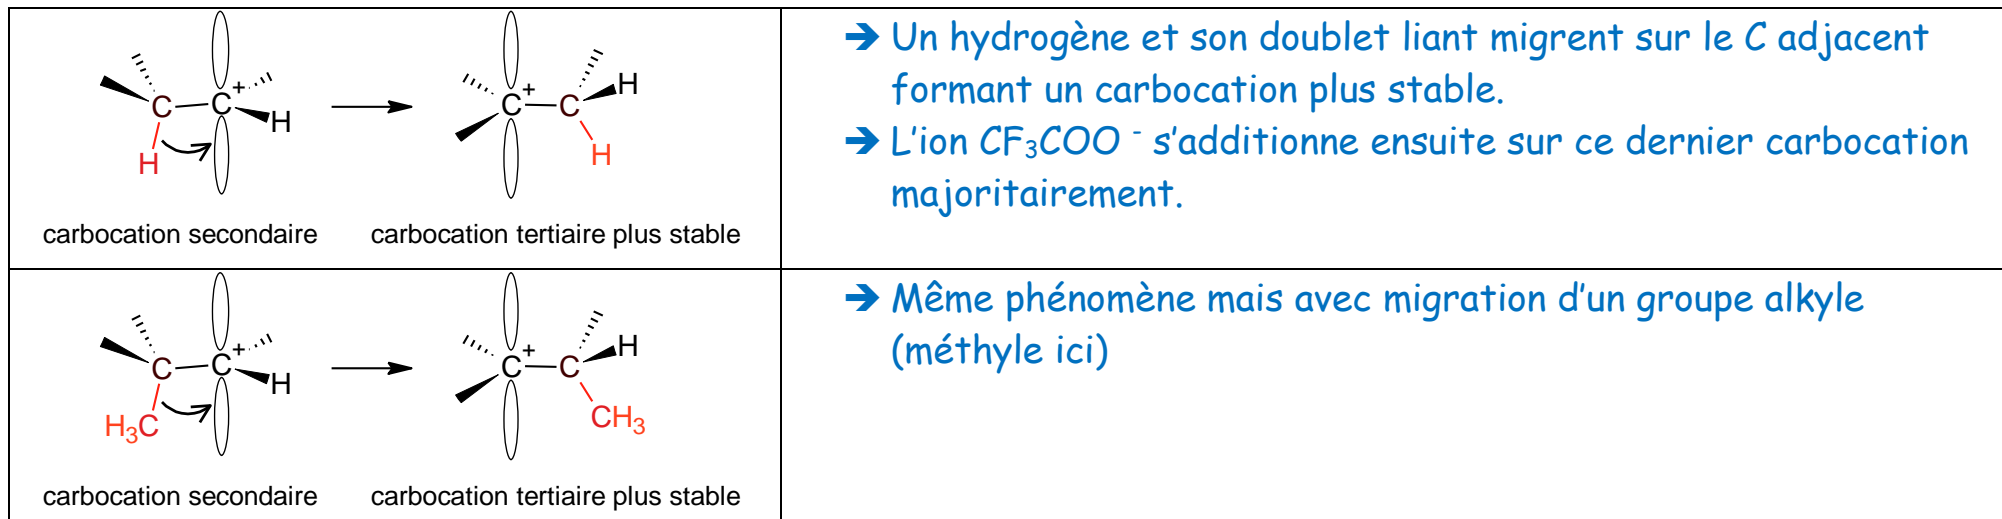 C C + H H
C + C H H
carbocation secondaire carbocation tertiaire plus stable
➔ Un hydrogène et son doublet liant migrent sur le C adjacent
formant un carbocation plus stable.
➔ L'ion CF₃COO ⁻ s'additionne ensuite sur ce dernier carbocation
majoritairement.
C C + H H₃C
C + C H CH₃
carbocation secondaire carbocation tertiaire plus stable
➔ Même phénomène mais avec migration d'un groupe alkyle
(méthyle ici)